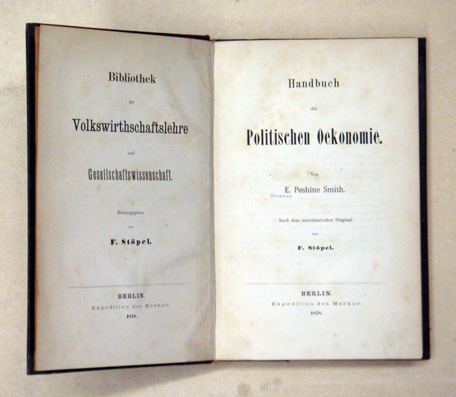 Bibliothek
der
Volkswirthschaftslehre
und
Gesellschaftswissenschaft.
Herausgegeben
von
F. Stöpel.
BERLIN.
Expedition des Merkur.
1878.
Handbuch
der
Politischen Oekonomie.
Von
E. Peshine Smith.
Nach dem amerikanischen Original.
von
F. Stöpel.
BERLIN.
Expedition des Merkur.
1878.